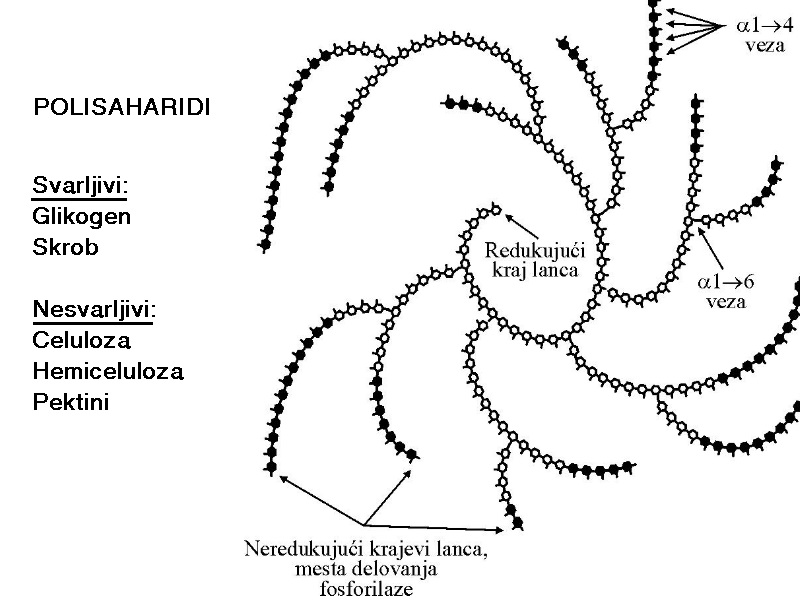 POLISAHARIDI
Svarljivi:
Glikogen
Skrob
Nesvarljivi:
Celuloza
Hemiceluloza
Pektini
α1→4
veza
Redukujući
kraj lanca
α1→6
veza
Neredukujući krajevi lanca,
mesta delovanja
fosforilaze